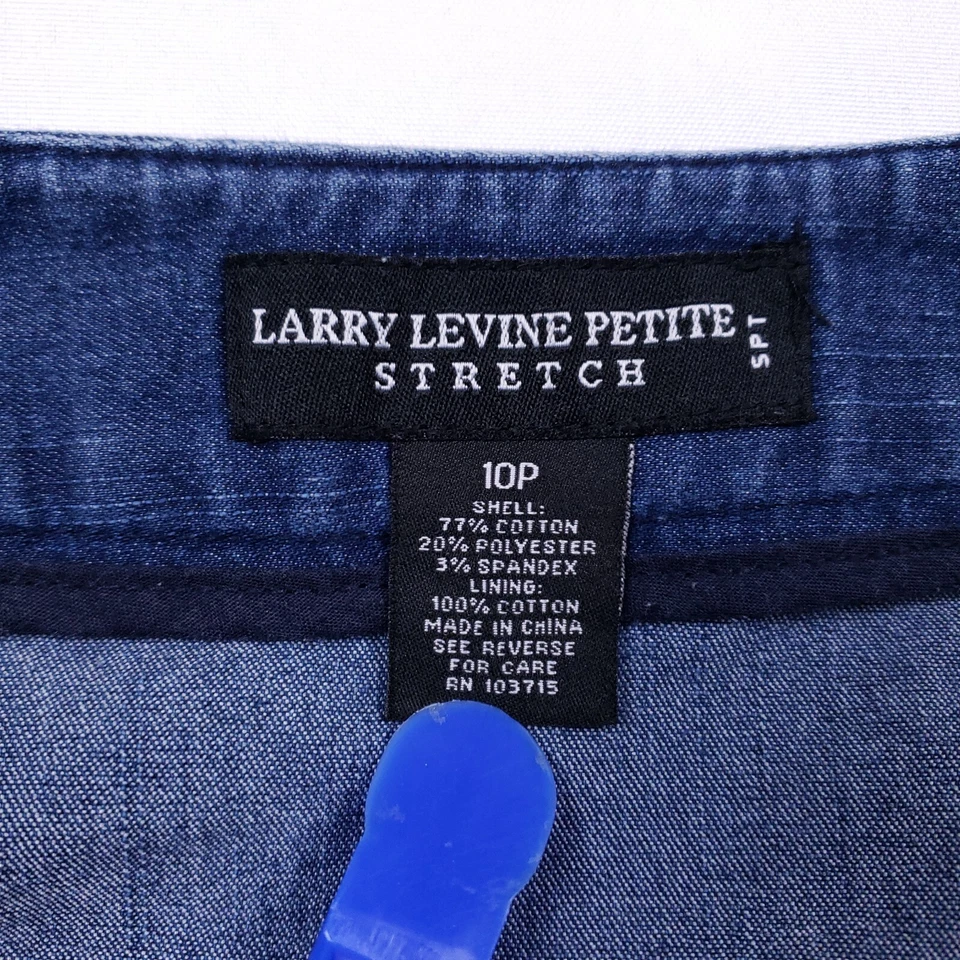 LARRY LEVINE PETITE
STRETCH
SPT
10P
SHELL:
77% COTTON
20% POLYESTER
3% SPANDEX
LINING:
100% COTTON
MADE IN CHINA
SEE REVERSE
FOR CARE
RN 103715